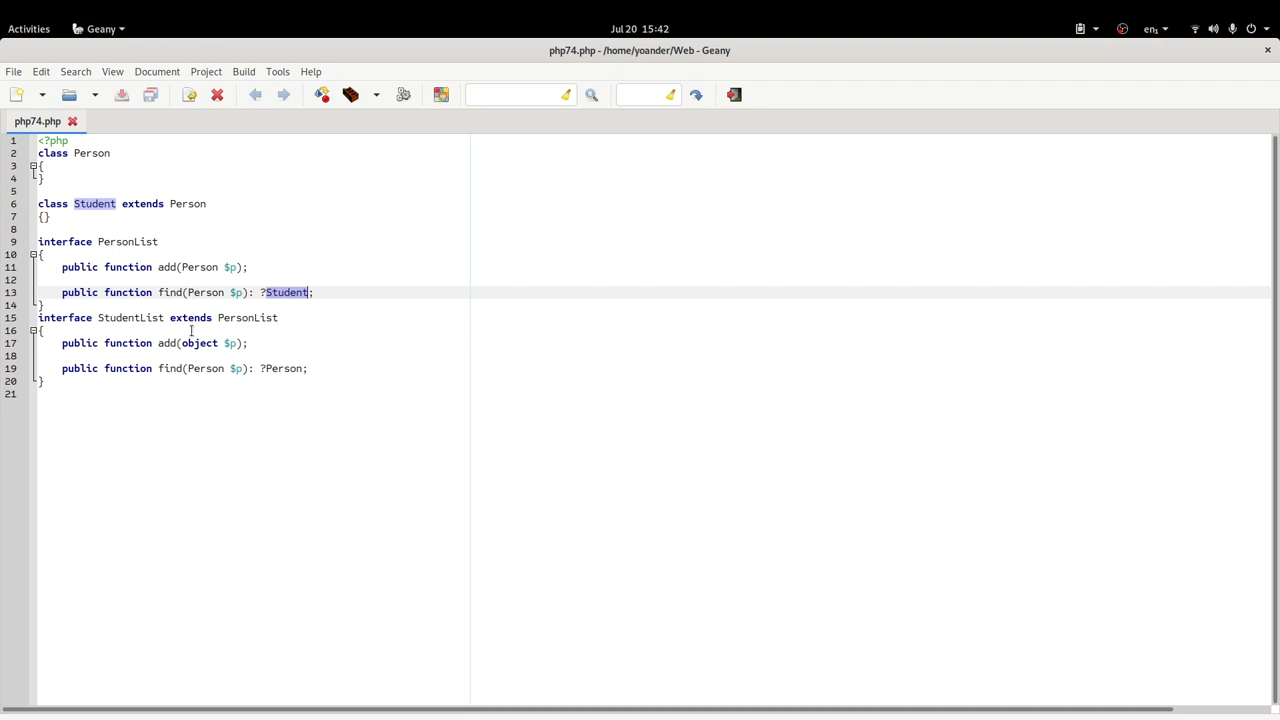 Activities Geany Jul 20 15:42 en₁
php74.php - /home/yoander/Web - Geany
File Edit Search View Document Project Build Tools Help
php74.php
1 <?php
2 class Person
3 {
4 }
5
6 class Student extends Person
7 {}
8
9 interface PersonList
10 {
11 public function add(Person $p);
12
13 public function find(Person $p): ?Student;
14 }
15 interface StudentList extends PersonList
16 {
17 public function add(object $p);
18
19 public function find(Person $p): ?Person;
20 }
21